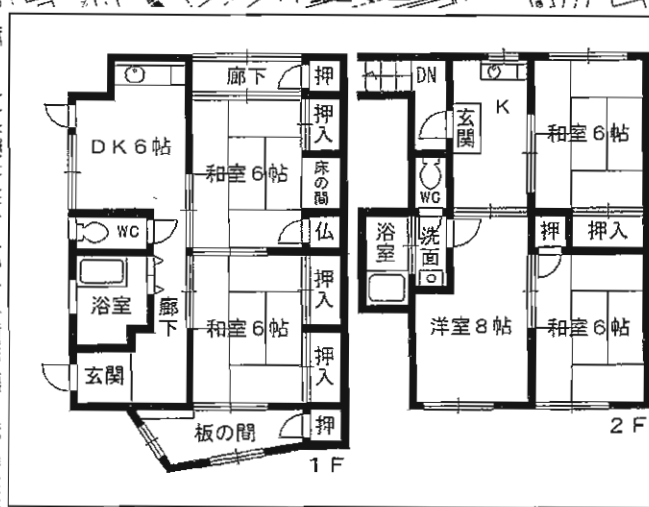 廊下
押
DK6帖
和室6帖
押入
床の間
仏
WC
浴室
廊下
和室6帖
押入
押入
玄関
板の間
押
1F
DN
K
玄関
和室6帖
WC
浴室
洗面
押
押入
洋室8帖
和室6帖
2F